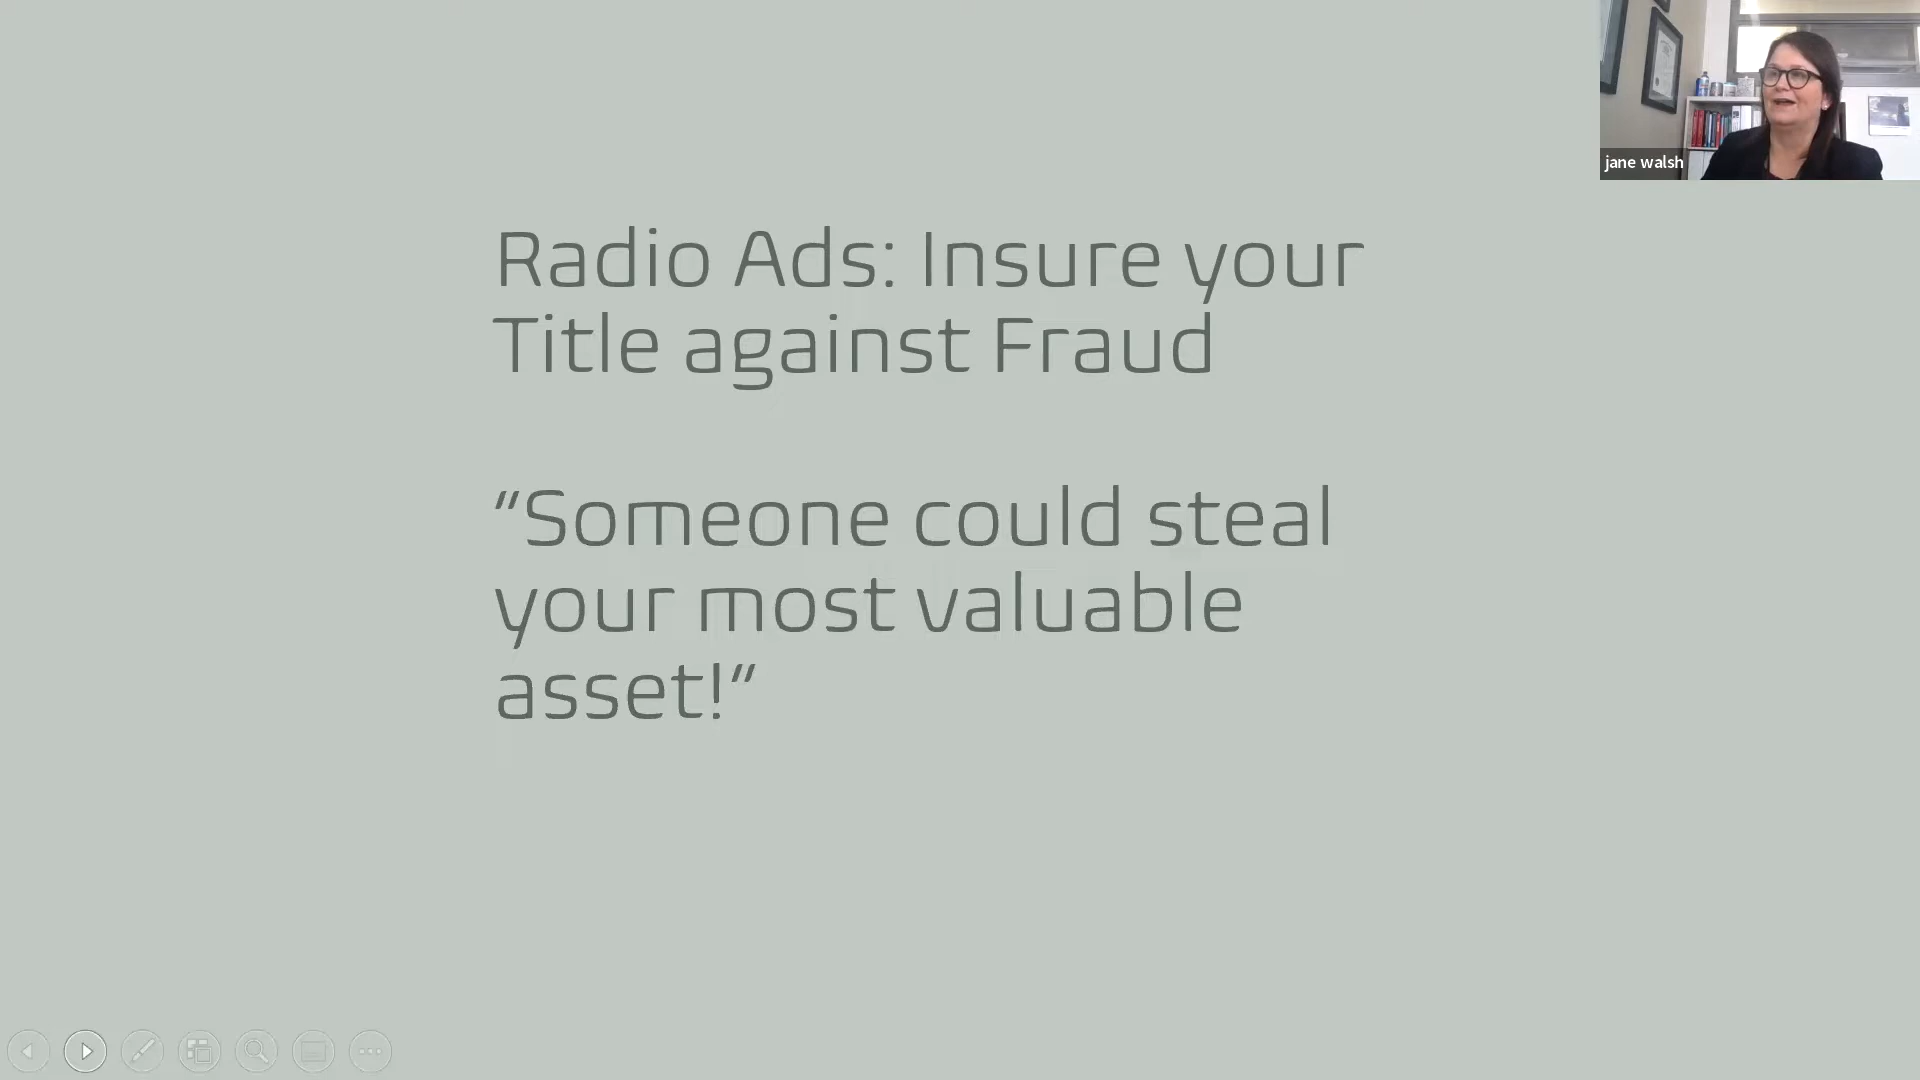 jane walsh
Radio Ads: Insure your
Title against Fraud
“Someone could steal
your most valuable
asset!”